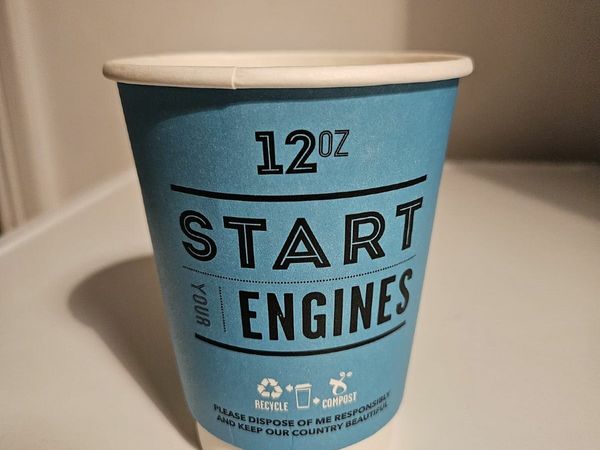 12OZ
START
YOUR
ENGINES
RECYCLE COMPOST
PLEASE DISPOSE OF ME RESPONSIBLY
AND KEEP OUR COUNTRY BEAUTIFUL